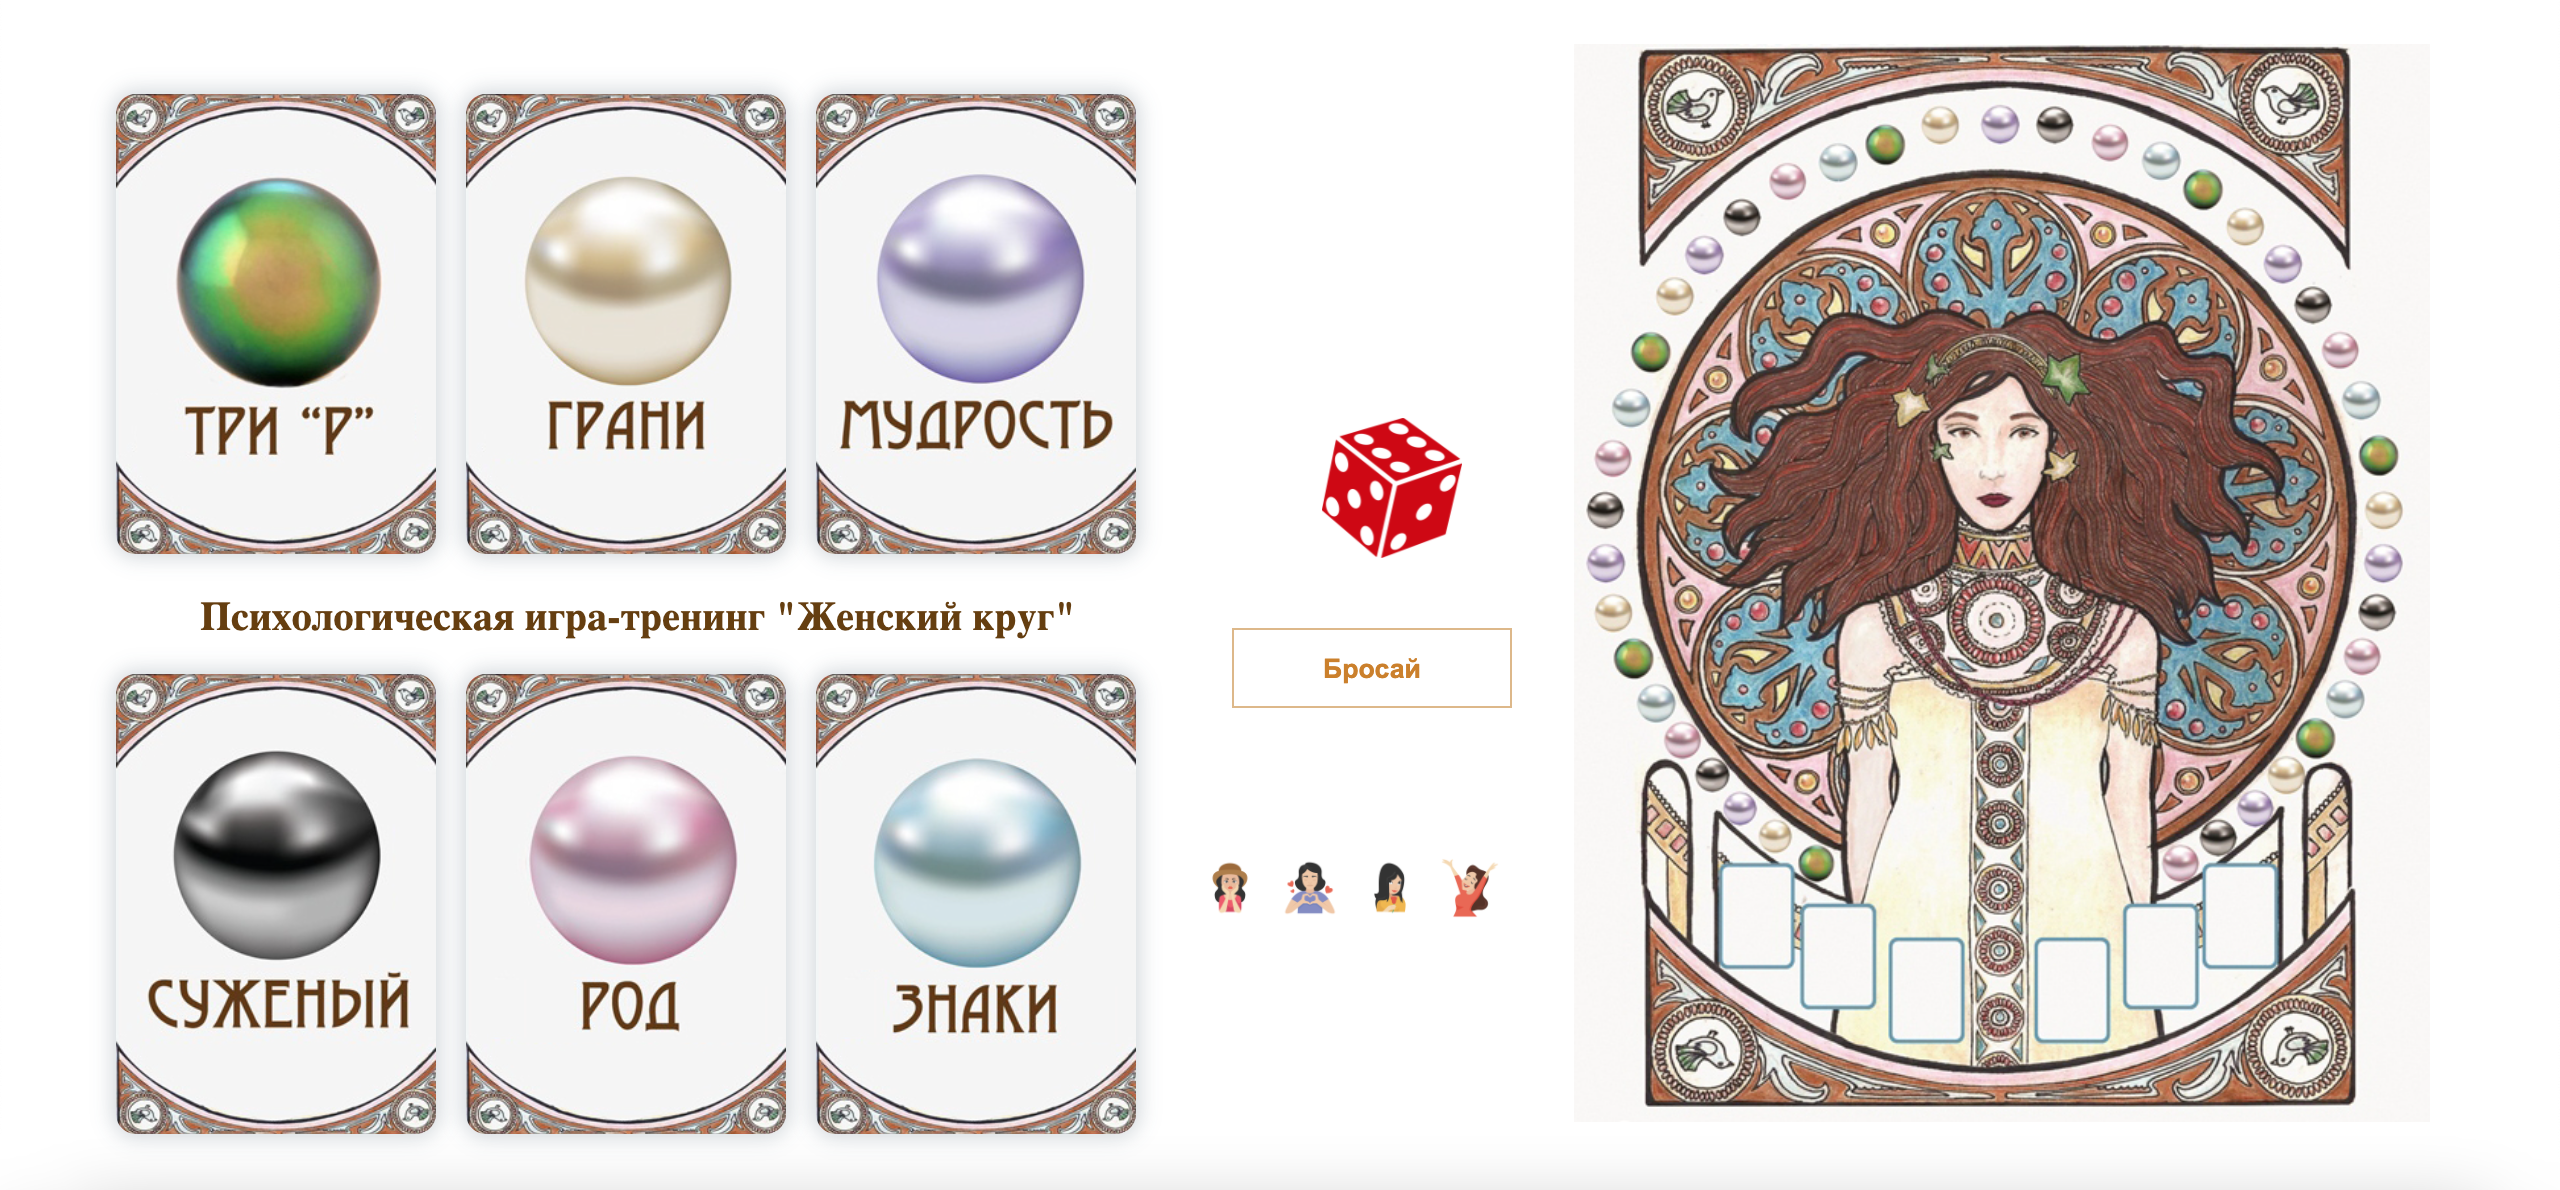 ТРИ “Р”
ГРАНИ
МУДРОСТЬ
Психологическая игра-тренинг "Женский круг"
СУЖЕНЫЙ
РОД
ЗНАКИ
Бросай